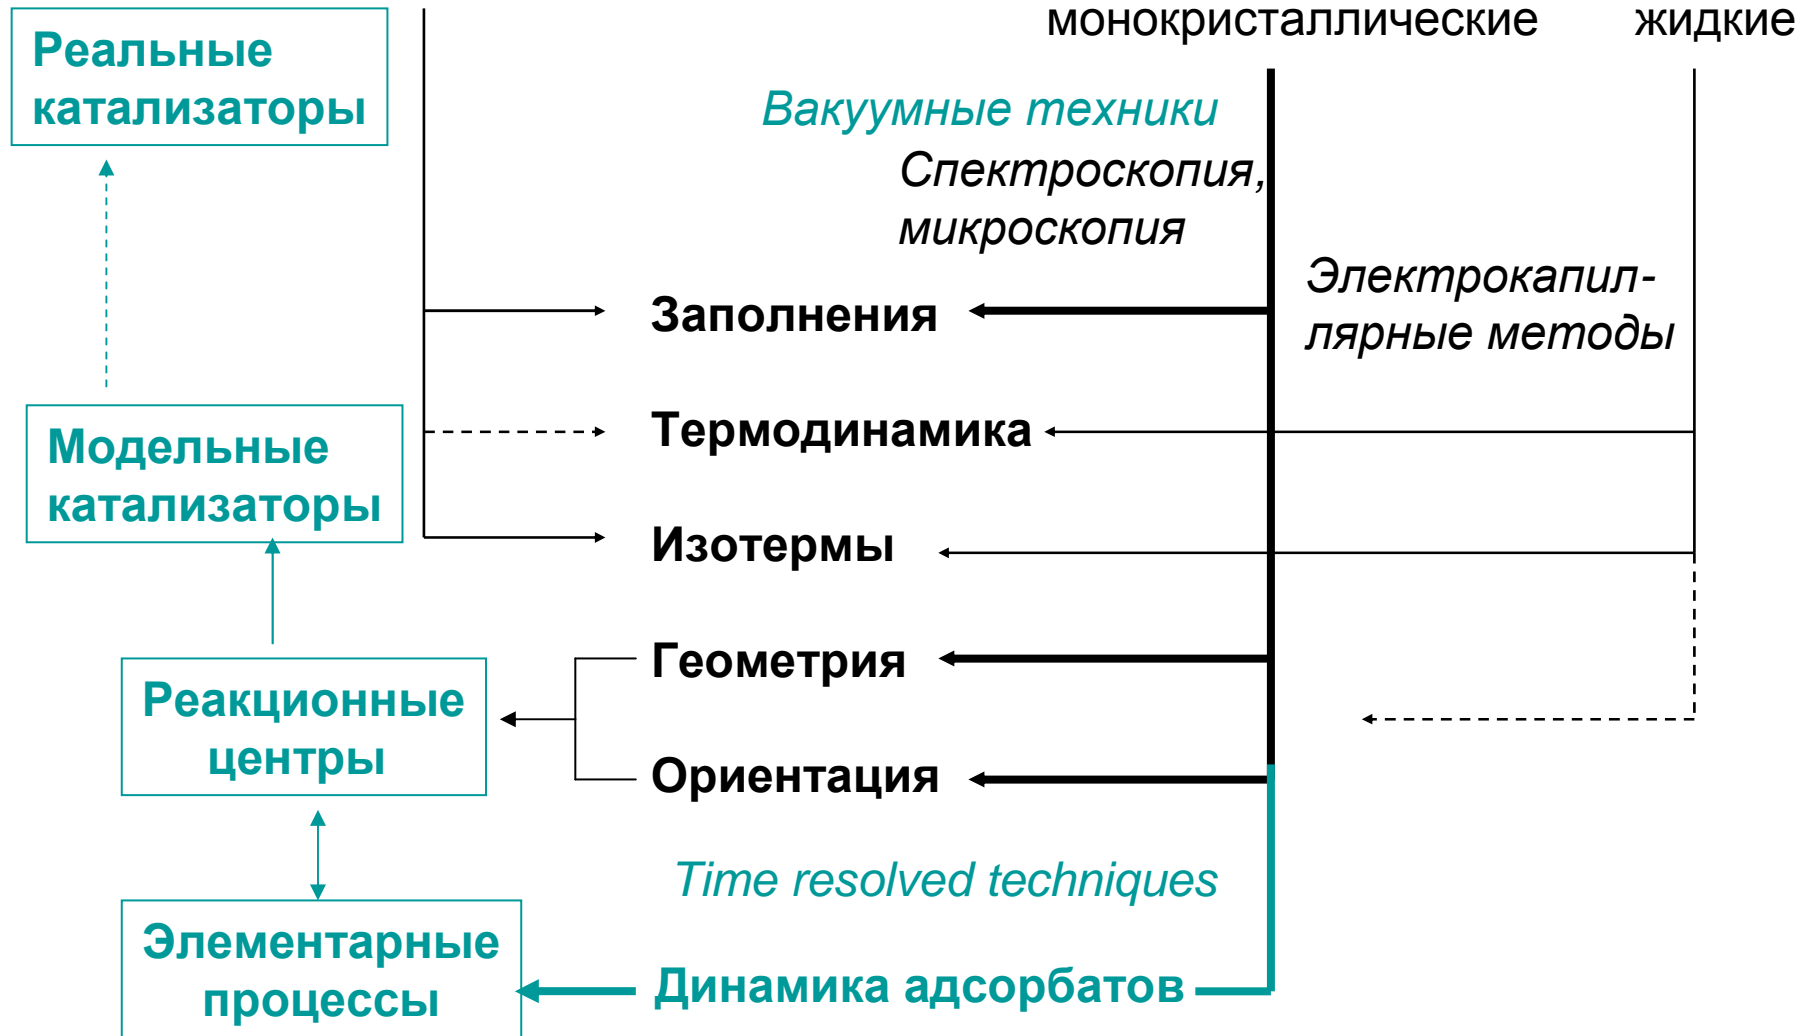 монокристаллические жидкие
Реальные
катализаторы
Вакуумные техники
Спектроскопия,
микроскопия
Электрокапил-
лярные методы
Заполнения
Термодинамика
Модельные
катализаторы
Изотермы
Геометрия
Реакционные
центры
Ориентация
Time resolved techniques
Элементарные
процессы
Динамика адсорбатов